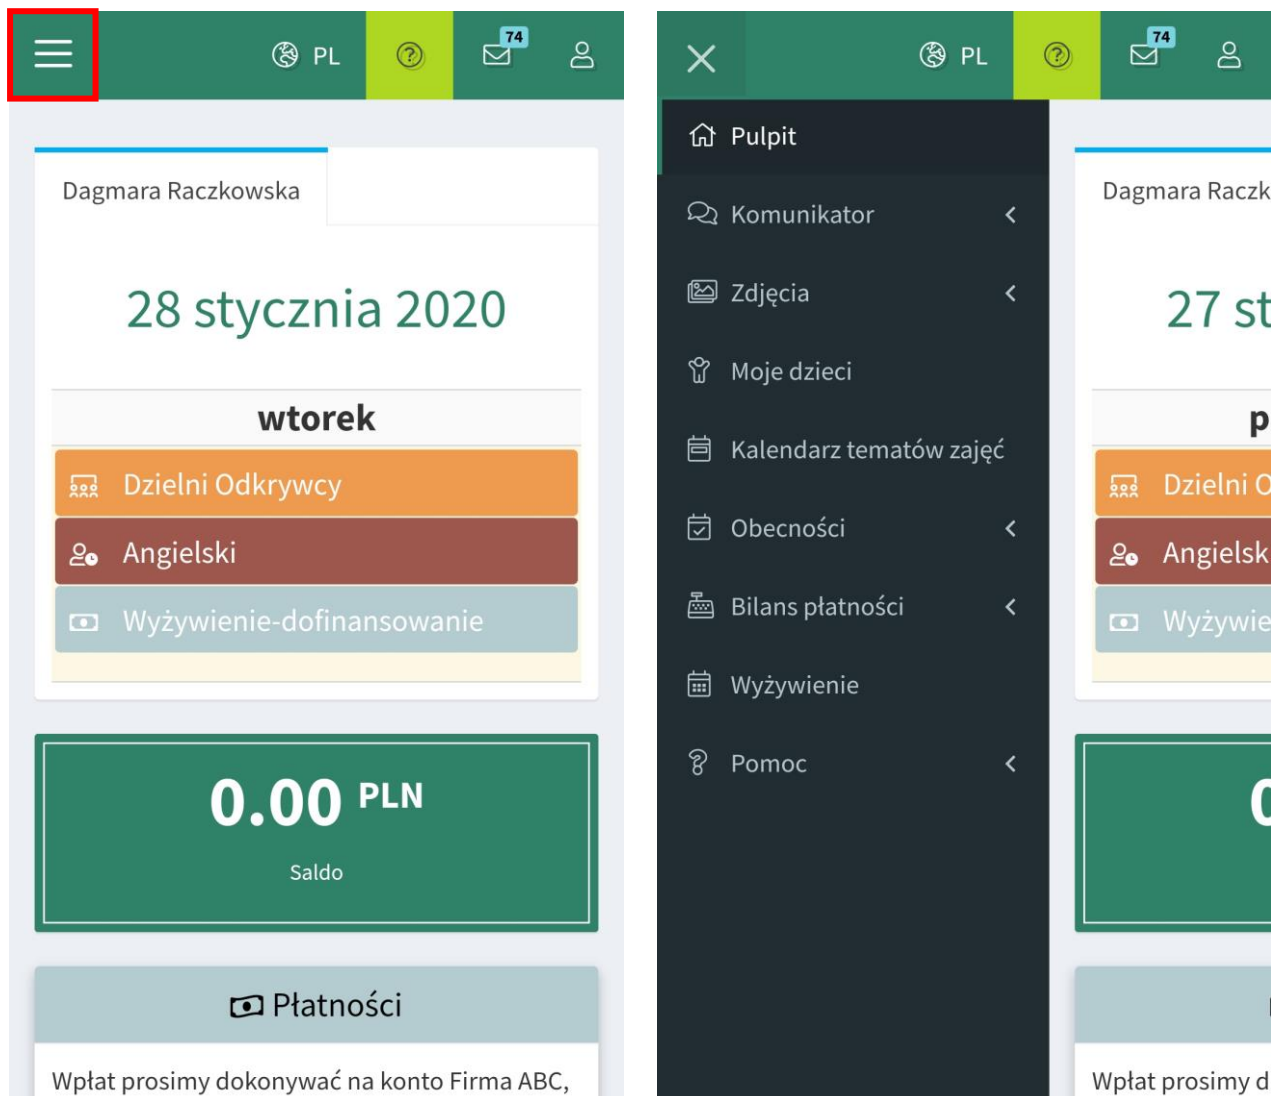 PL
74
Dagmara Raczkowska
28 stycznia 2020
wtorek
Dzielni Odkrywcy
Angielski
Wyżywienie-dofinansowanie
0.00 PLN
Saldo
Płatności
Wpłat prosimy dokonywać na konto Firma ABC,
PL
74
Pulpit
Komunikator
Zdjęcia
Moje dzieci
Kalendarz tematów zajęć
Obecności
Bilans płatności
Wyżywienie
Pomoc
Dagmara Raczk
27 st
p
Dzielni O
Angielsk
Wyżywie
0
Wpłat prosimy d